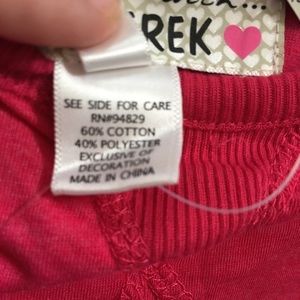 REK
SEE SIDE FOR CARE
RN#94829
60% COTTON
40% POLYESTER
EXCLUSIVE OF
DECORATION
MADE IN CHINA